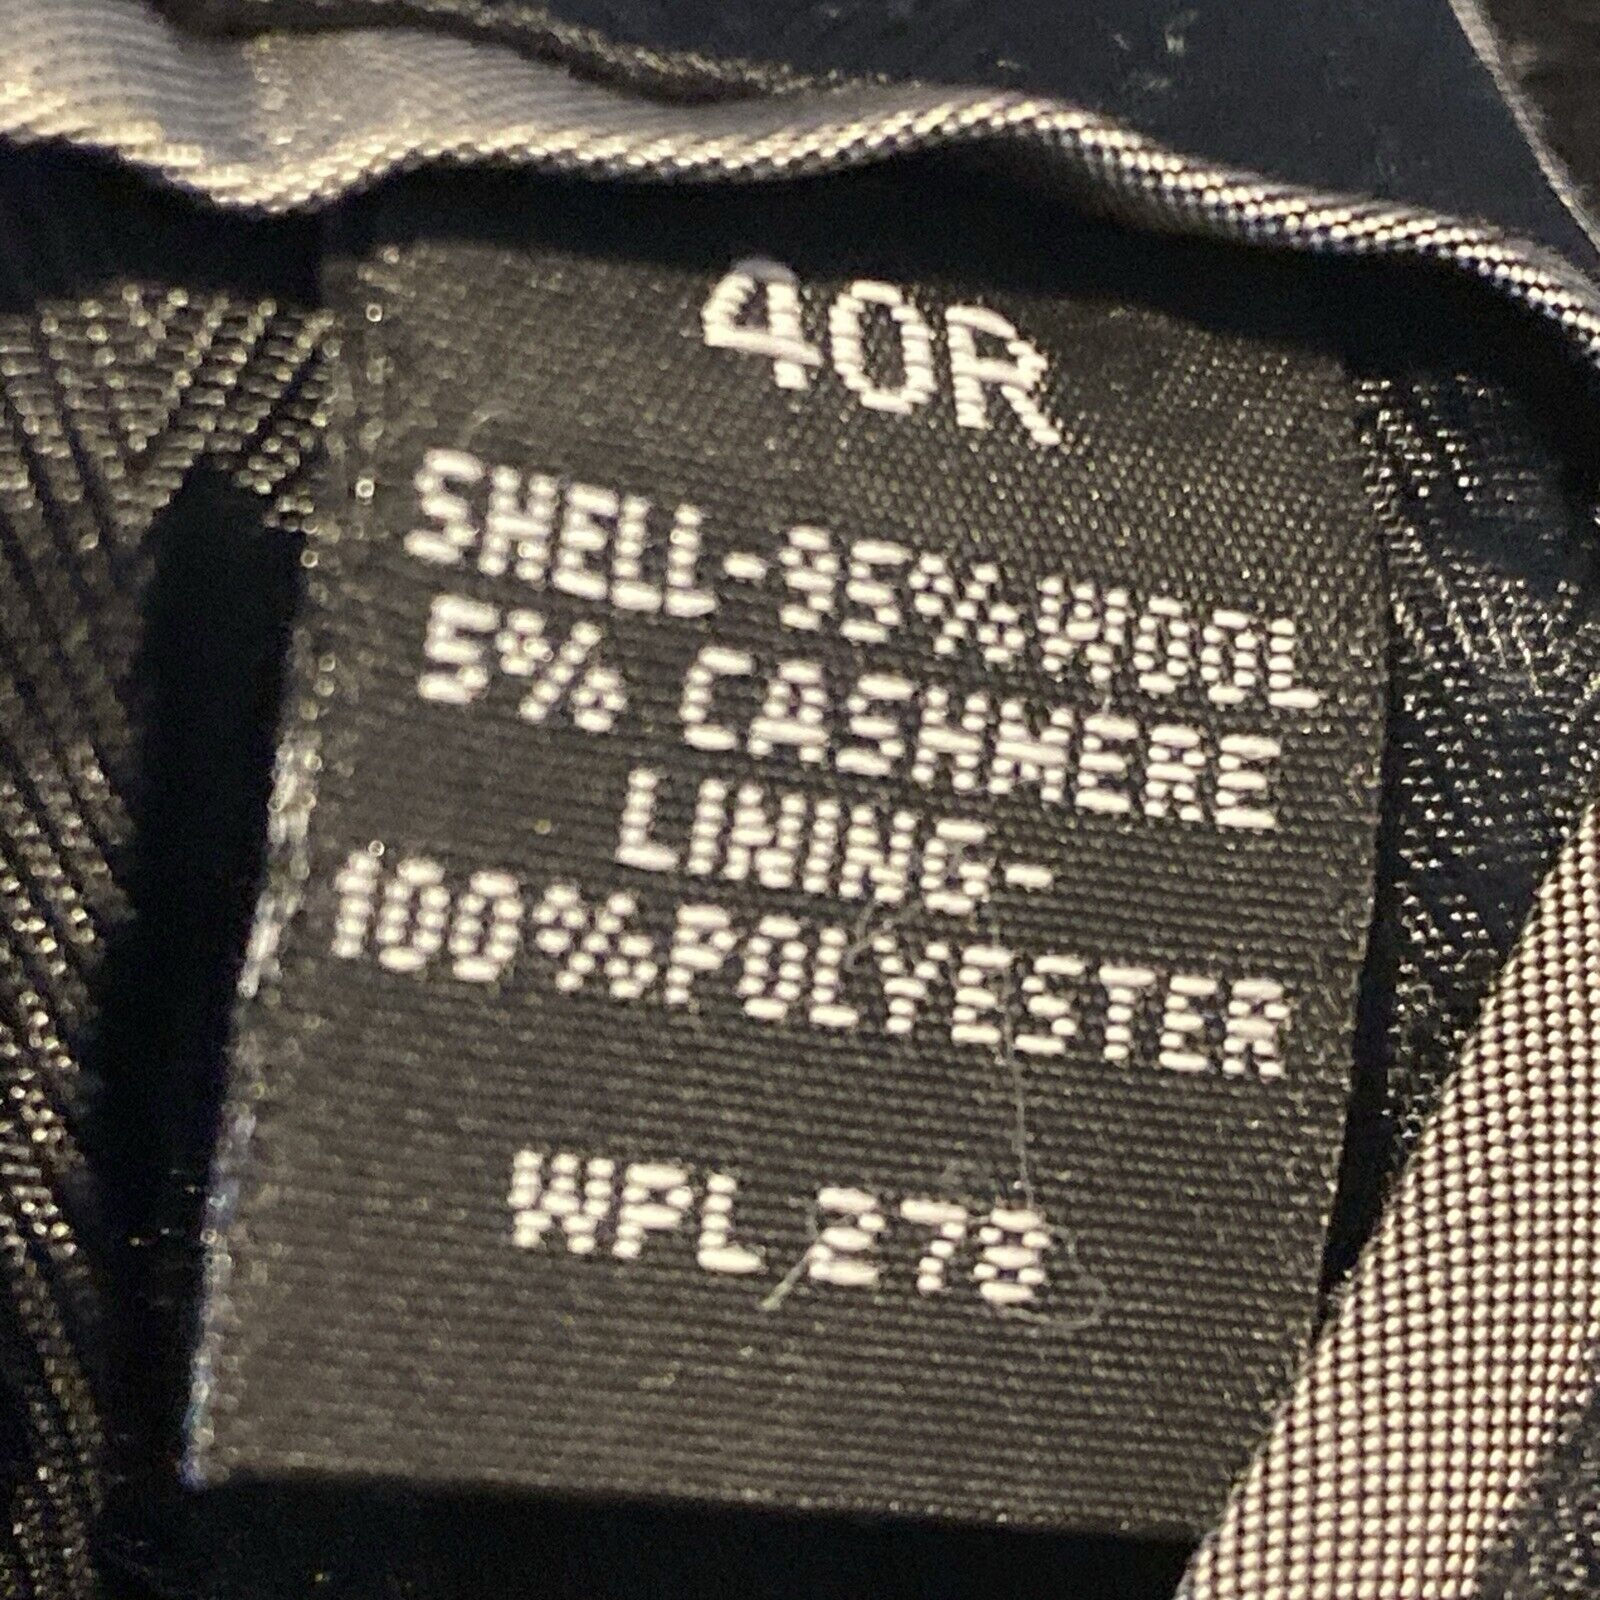 40R
SHELL-95%WOOL
5% CASHMERE
LINING-
100%POLYESTER
WPL 278